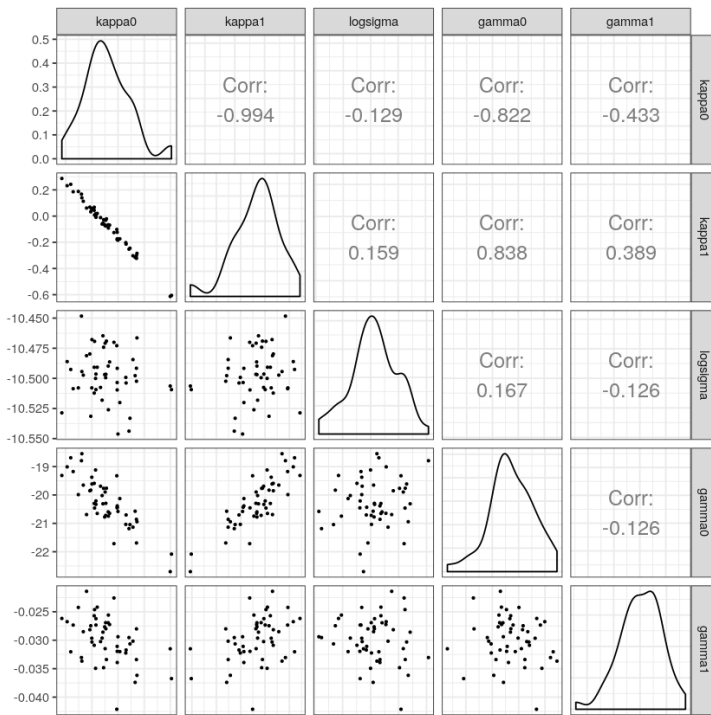 kappa0 kappa1 logsigma gamma0 gamma1
0.5
0.4
0.3
0.2
0.1
0.0
Corr:
-0.994
Corr:
-0.129
Corr:
-0.822
Corr:
-0.433
kappa0
0.2
0.0
-0.2
-0.4
-0.6
Corr:
0.159
Corr:
0.838
Corr:
0.389
kappa1
-10.450
-10.475
-10.500
-10.525
-10.550
Corr:
0.167
Corr:
-0.126
logsigma
-19
-20
-21
-22
Corr:
-0.126
gamma0
-0.025
-0.030
-0.035
-0.040
gamma1